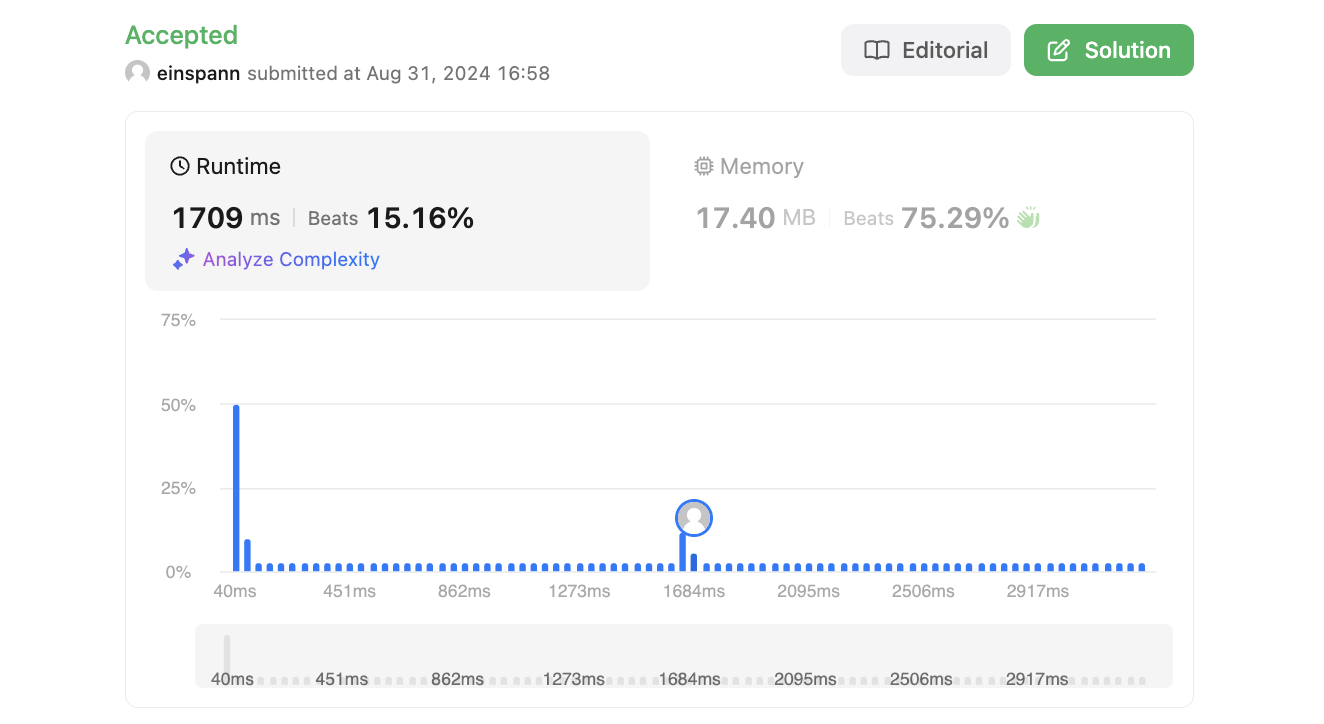 Accepted
einspann submitted at Aug 31, 2024 16:58
Editorial
Solution
Runtime
1709 ms Beats 15.16%
Analyze Complexity
Memory
17.40 MB Beats 75.29%
75%
50%
25%
0%
40ms 451ms 862ms 1273ms 1684ms 2095ms 2506ms 2917ms
40ms 451ms 862ms 1273ms 1684ms 2095ms 2506ms 2917ms